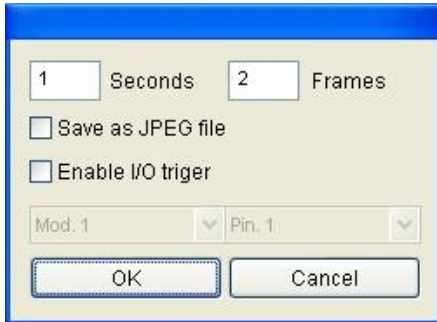 1 Seconds 2 Frames
Save as JPEG file
Enable I/O triger
Mod. 1 Pin. 1
OK Cancel